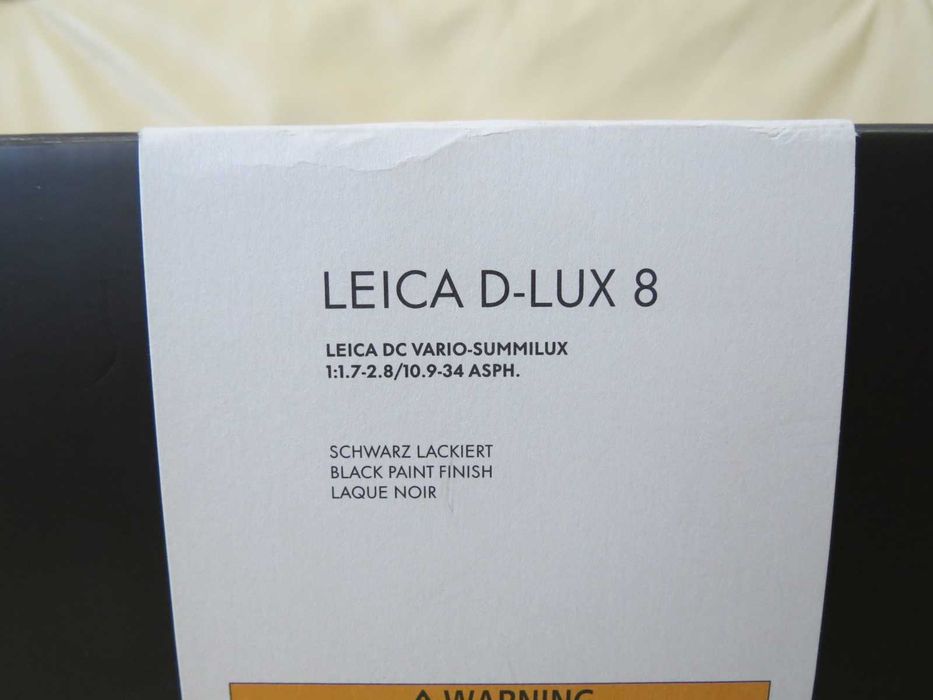 LEICA D-LUX 8
LEICA DC VARIO-SUMMILUX
1:1.7-2.8/10.9-34 ASPH.
SCHWARZ LACKIERT
BLACK PAINT FINISH
LAQUE NOIR
⚠ WARNING